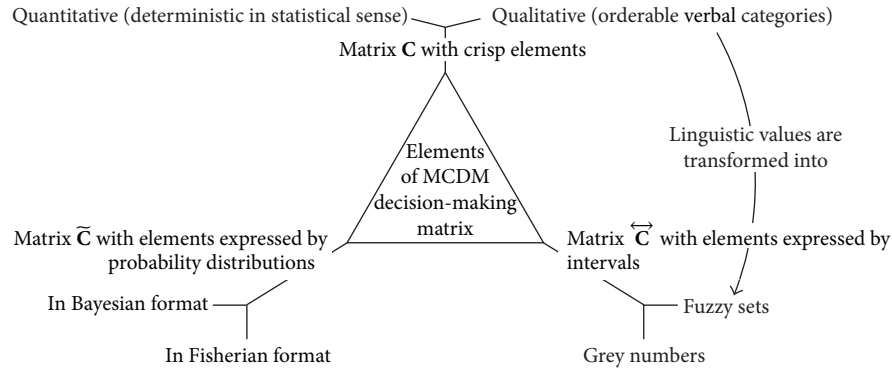 Quantitative (deterministic in statistical sense)
Qualitative (orderable verbal categories)
Matrix C with crisp elements
Linguistic values are
transformed into
Elements
of MCDM
decision-making
matrix
Matrix C̃ with elements expressed by
probability distributions
Matrix C⃡ with elements expressed by
intervals
In Bayesian format
In Fisherian format
Fuzzy sets
Grey numbers